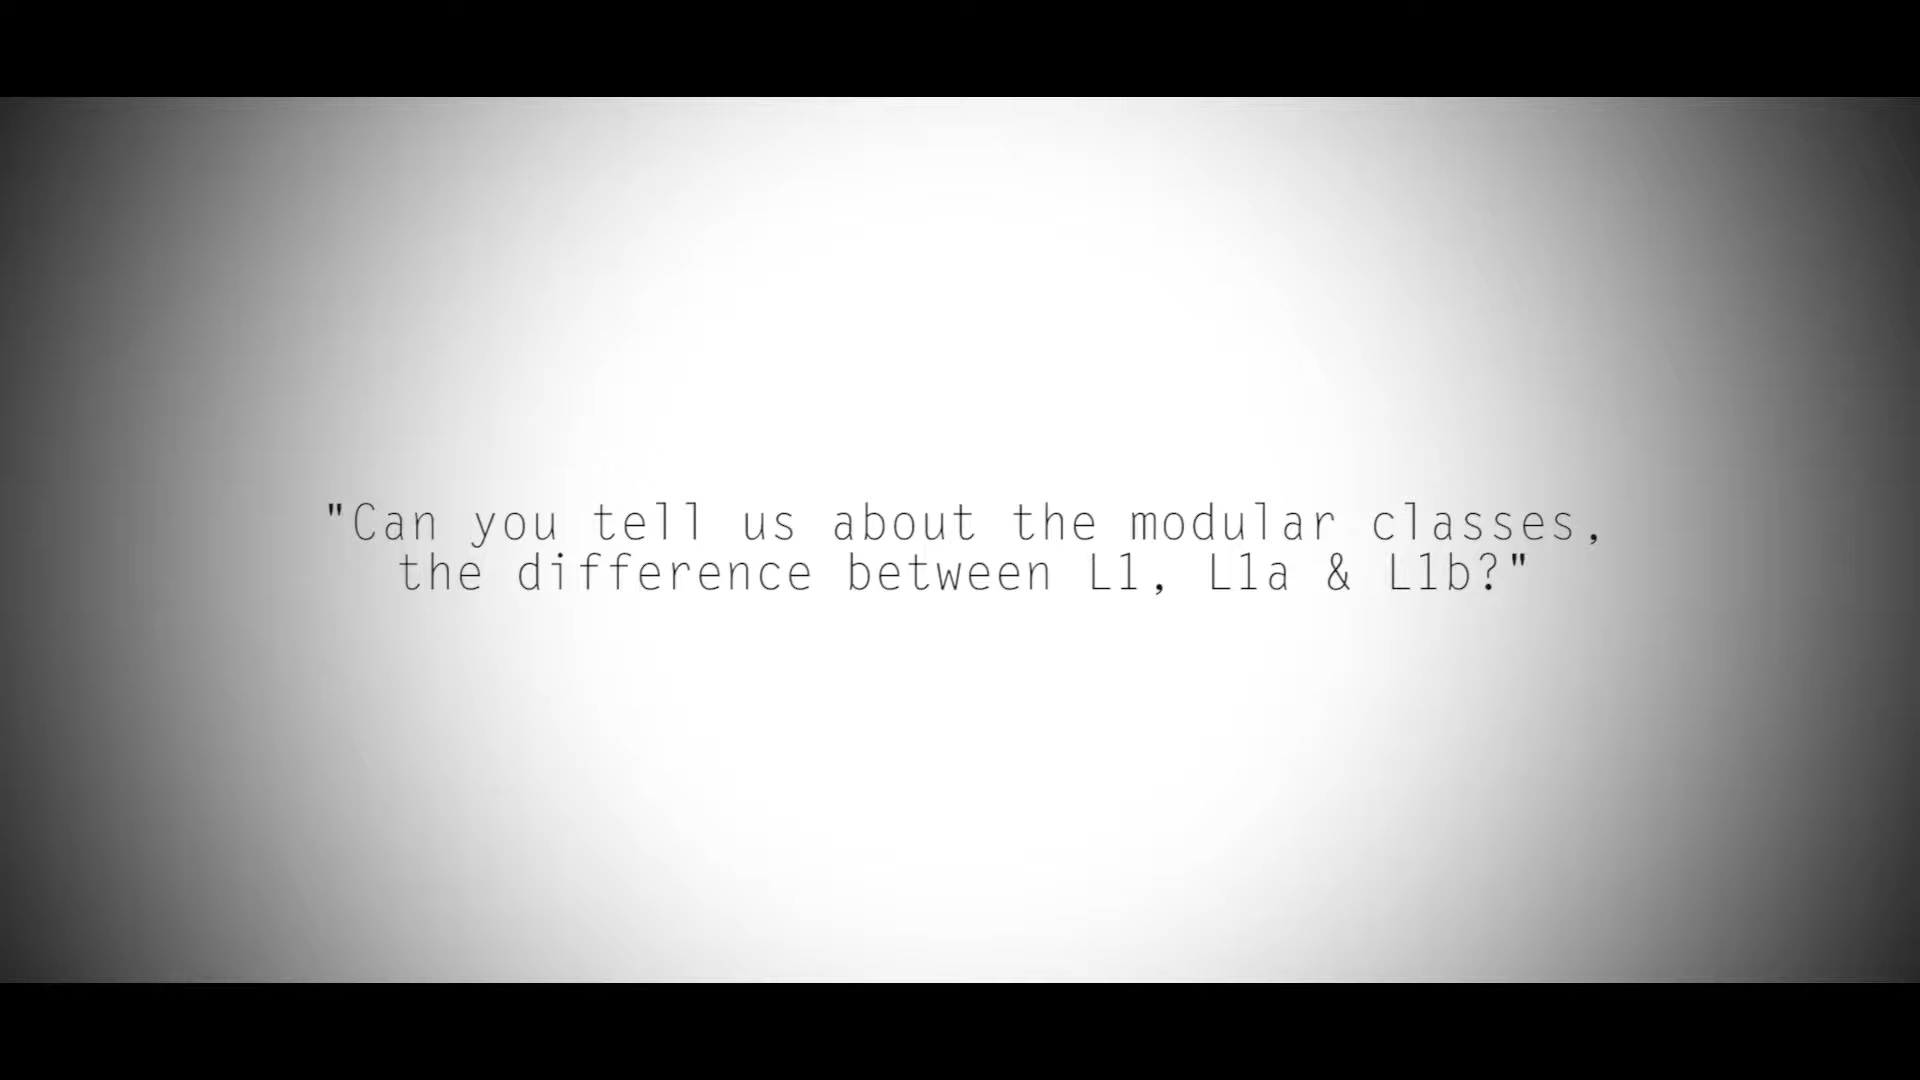 "Can you tell us about the modular classes,
the difference between L1, L1a & L1b?"